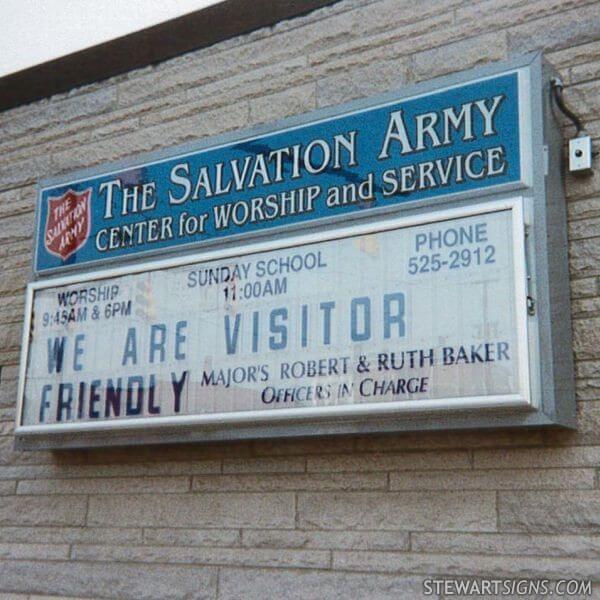 THE SALVATION ARMY
THE SALVATION ARMY
CENTER for WORSHIP and SERVICE
WORSHIP
9:45AM & 6PM
SUNDAY SCHOOL
11:00AM
PHONE
525-2912
WE ARE VISITOR
FRIENDLY
MAJOR'S ROBERT & RUTH BAKER
OFFICERS IN CHARGE
STEWARTSIGNS.COM